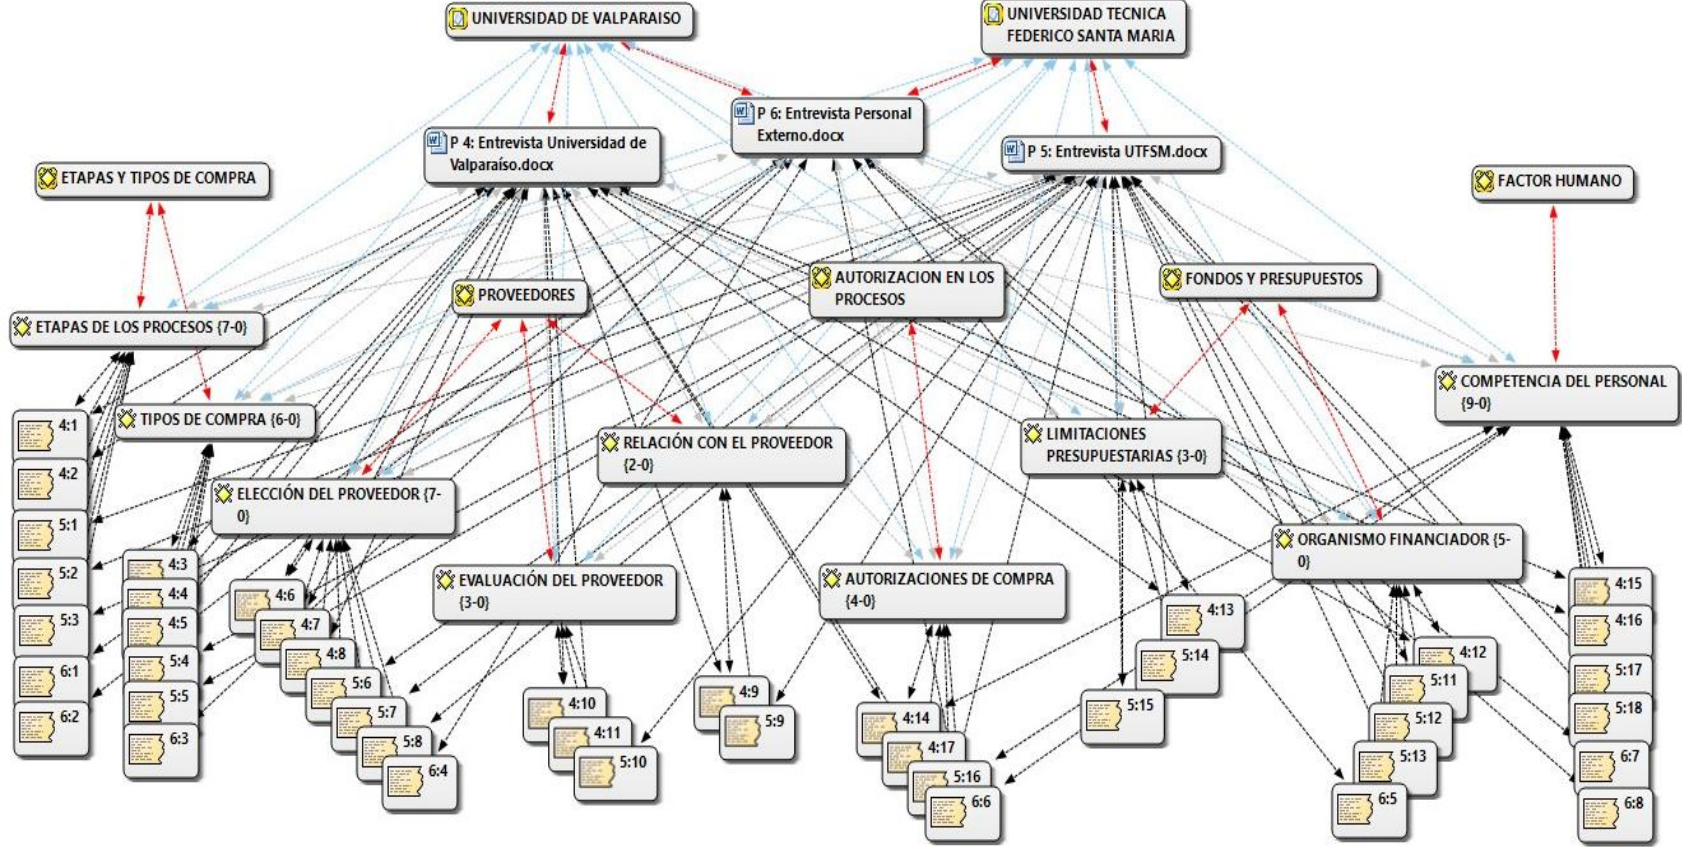 UNIVERSIDAD DE VALPARAISO
UNIVERSIDAD TECNICA
FEDERICO SANTA MARIA
P 6: Entrevista Personal
Externo.docx
P 4: Entrevista Universidad de
Valparaíso.docx
P 5: Entrevista UTFSM.docx
ETAPAS Y TIPOS DE COMPRA
FACTOR HUMANO
PROVEEDORES
AUTORIZACION EN LOS
PROCESOS
FONDOS Y PRESUPUESTOS
ETAPAS DE LOS PROCESOS {7-0}
TIPOS DE COMPRA {6-0}
COMPETENCIA DEL PERSONAL
{9-0}
RELACIÓN CON EL PROVEEDOR
{2-0}
LIMITACIONES
PRESUPUESTARIAS {3-0}
ELECCIÓN DEL PROVEEDOR {7-
0}
ORGANISMO FINANCIADOR {5-
0}
EVALUACIÓN DEL PROVEEDOR
{3-0}
AUTORIZACIONES DE COMPRA
{4-0}
4:1
4:2
5:1
5:2
5:3
6:1
6:2
4:3
4:4
4:5
5:4
5:5
6:3
4:6
4:7
4:8
5:6
5:7
5:8
6:4
4:10
4:11
5:10
4:9
5:9
4:14
4:17
5:16
6:6
4:13
5:14
5:15
4:12
5:11
5:12
5:13
6:5
4:15
4:16
5:17
5:18
6:7
6:8